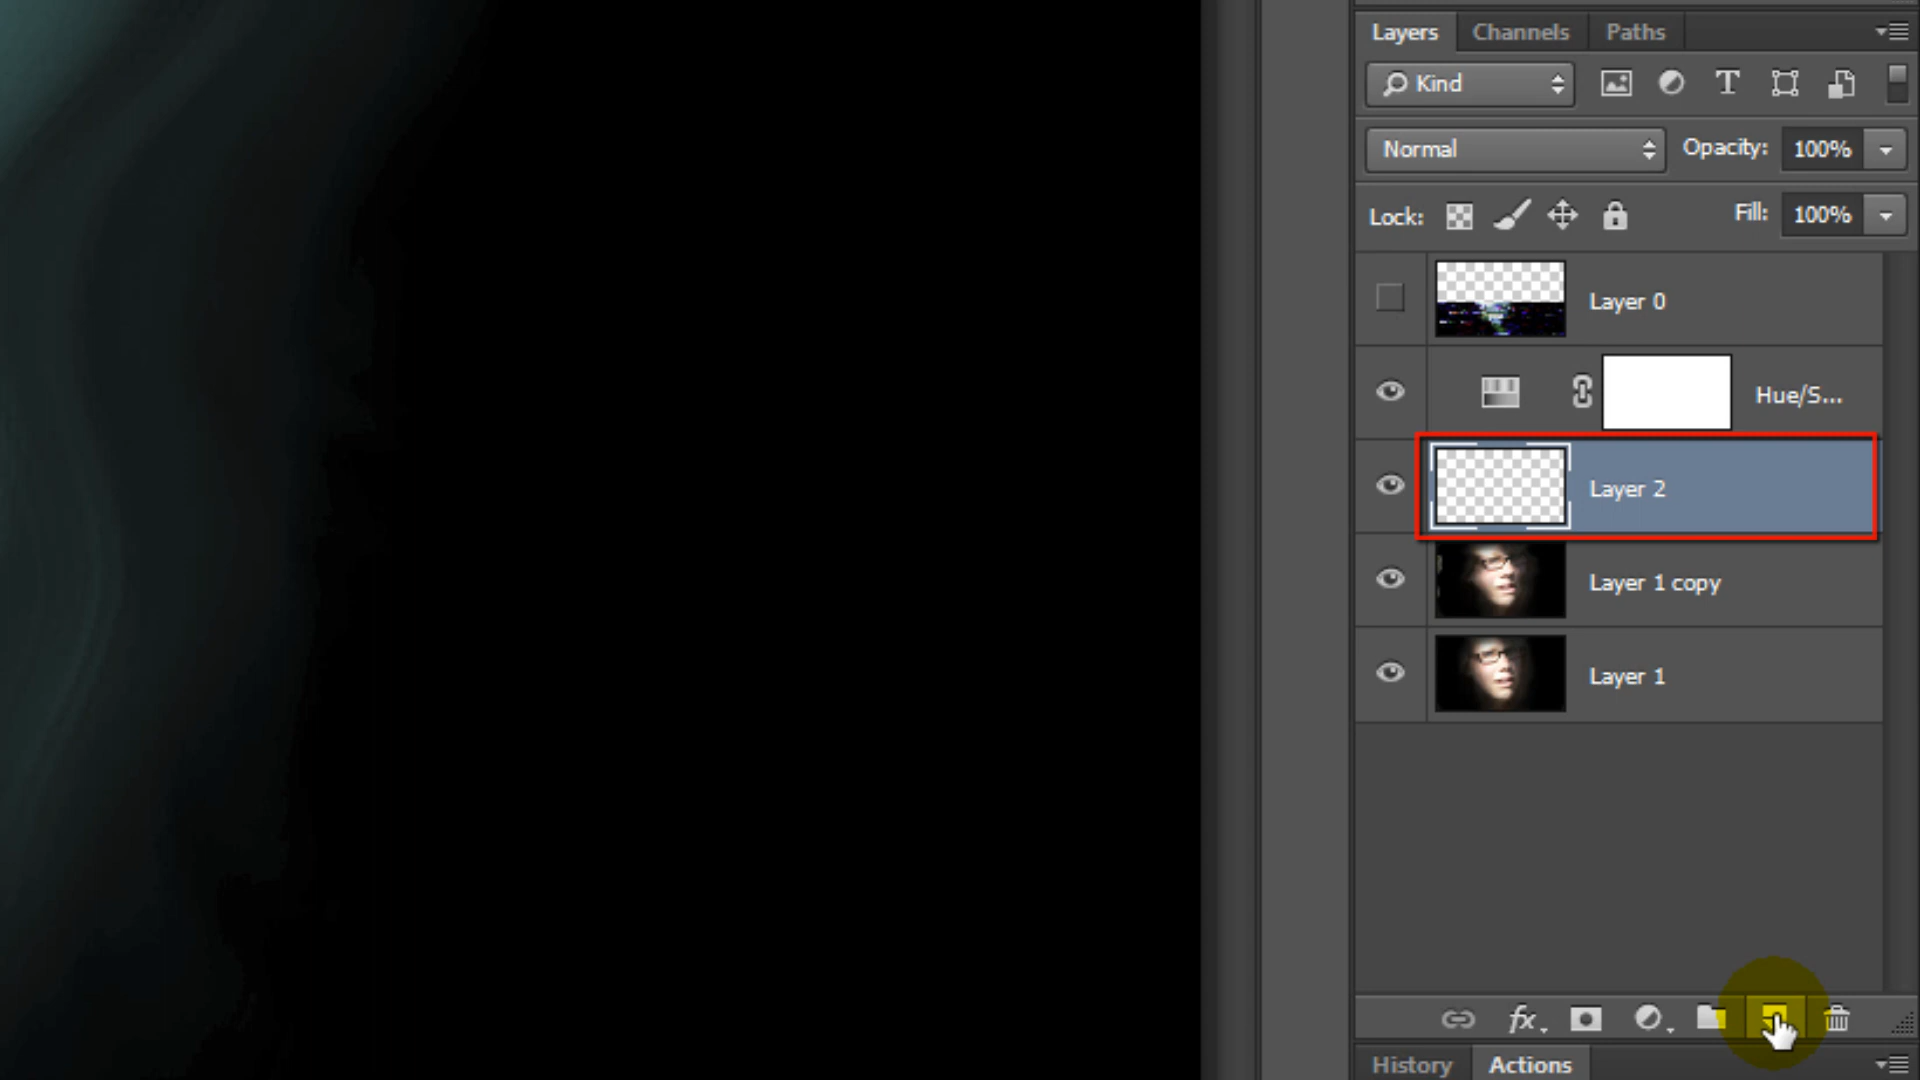 Layers Channels Paths
Kind
Normal Opacity: 100%
Lock: Fill: 100%
Layer 0
Hue/S...
Layer 2
Layer 1 copy
Layer 1
fx
History Actions